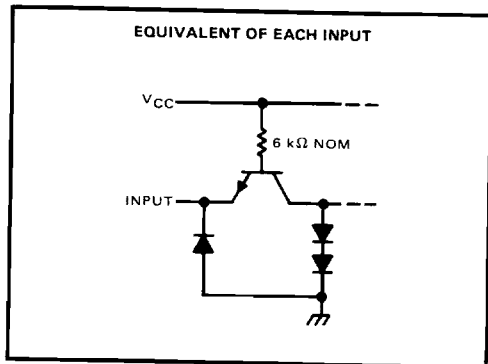 EQUIVALENT OF EACH INPUT
VCC
6 kΩ NOM
INPUT